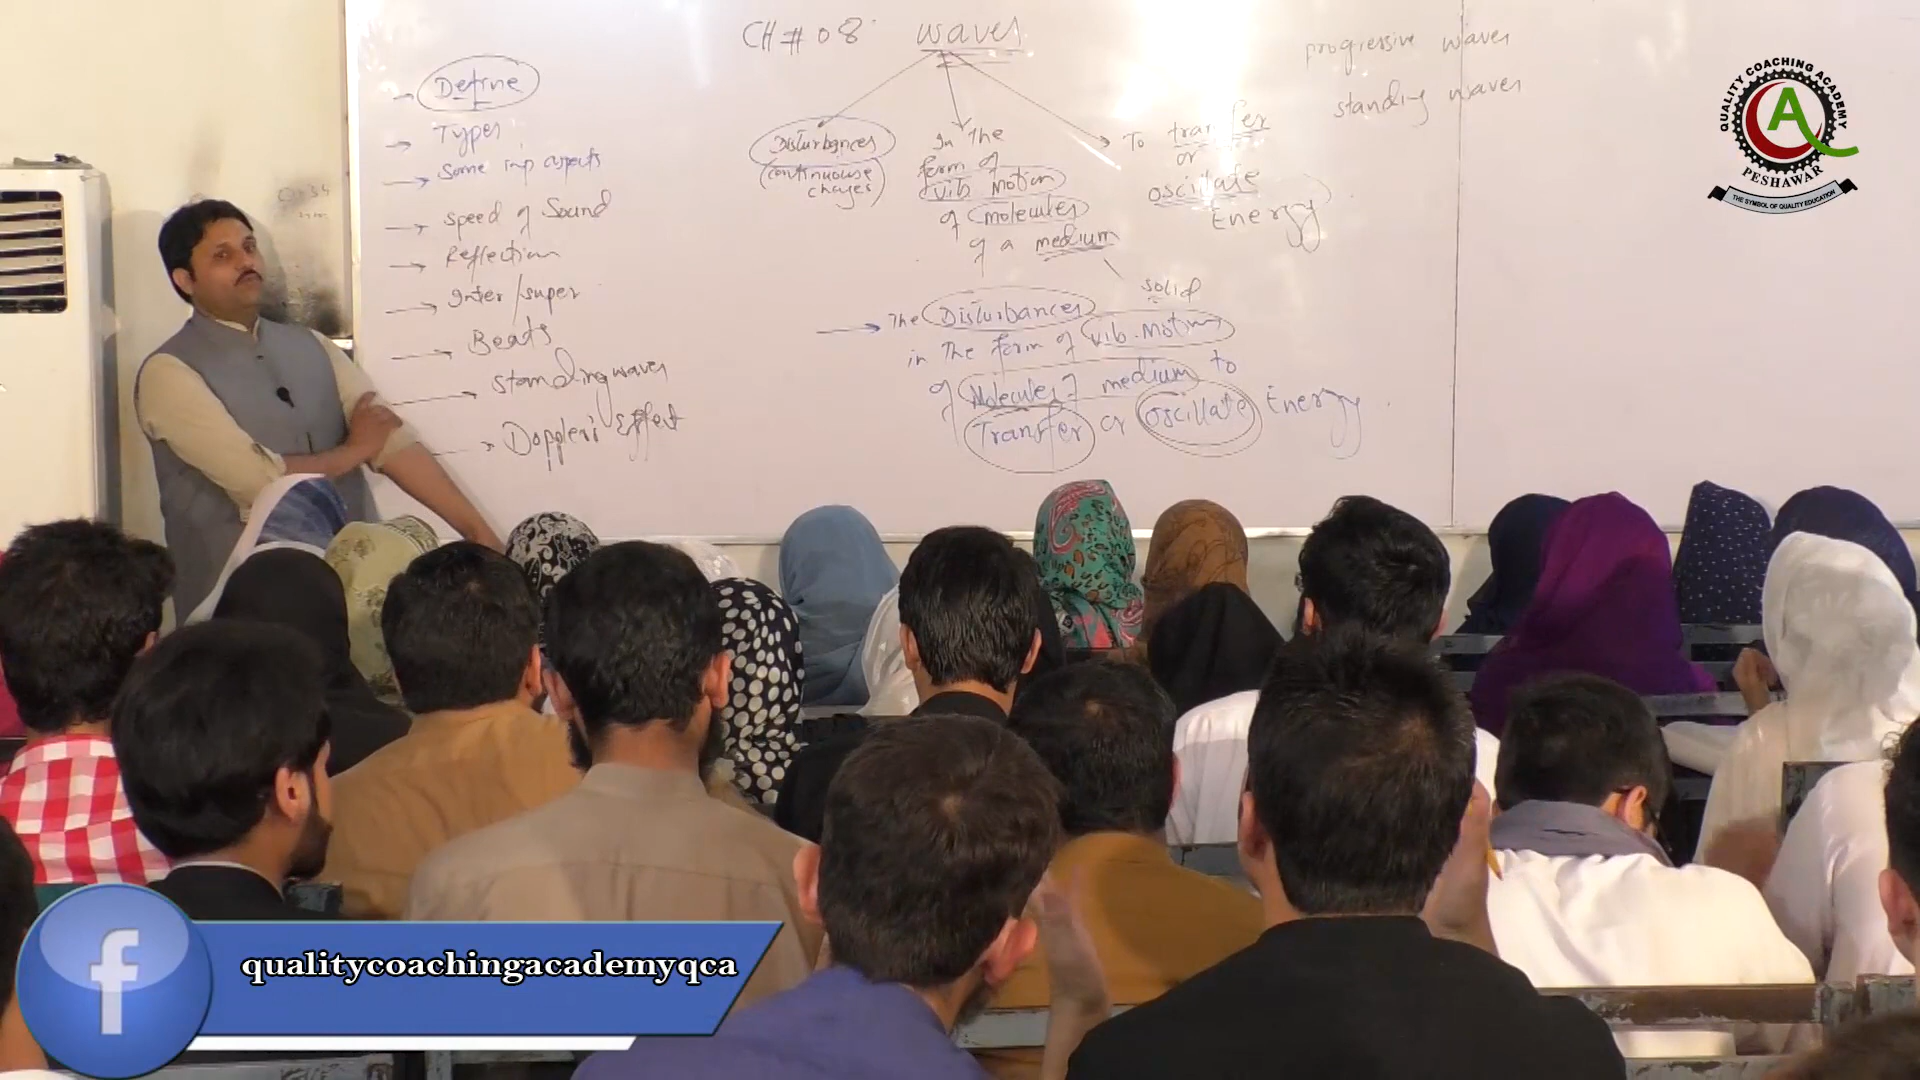 CH # 08 waves
Define
Types
Some imp aspects
Speed of Sound
Reflection
Inter/super
Beats
standing waves
Doppler's Effect
Disturbances
(continuouse
changes)
In The
form of
vib Motion
of molecules
of a medium
solid
To transfer
or
oscillate
Energy
The Disturbances
in The form of vib. Motion
of Molecules of medium to
Transfer or oscillate Energy.
progressive waves
standing waves
QUALITY COACHING ACADEMY
QA
PESHAWAR
THE SYMBOL OF QUALITY EDUCATION
f
qualitycoachingacademyqca